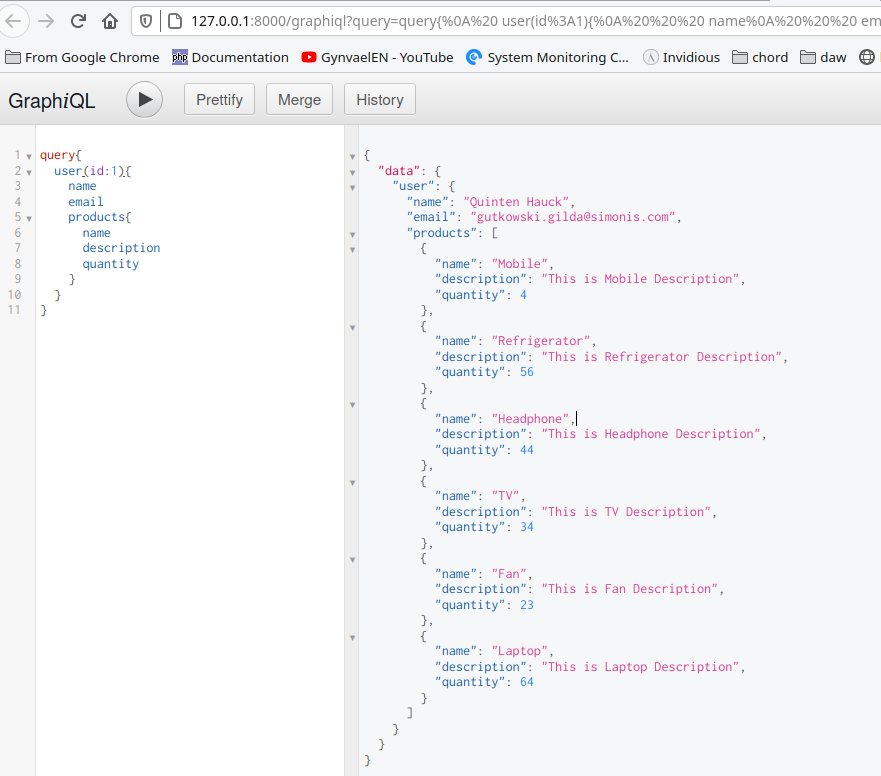 127.0.0.1:8000/graphiql?query=query{%0A%20 user(id%3A1){%0A%20%20%20 name%0A%20%20%20 em
From Google Chrome php Documentation GynvaelEN - YouTube System Monitoring C... Invidious chord daw
GraphiQL Prettify Merge History
1 query{
2 user(id:1){
3 name
4 email
5 products{
6 name
7 description
8 quantity
9 }
10 }
11 }
{
"data": {
"user": {
"name": "Quinten Hauck",
"email": "gutkowski.gilda@simonis.com",
"products": [
{
"name": "Mobile",
"description": "This is Mobile Description",
"quantity": 4
},
{
"name": "Refrigerator",
"description": "This is Refrigerator Description",
"quantity": 56
},
{
"name": "Headphone",
"description": "This is Headphone Description",
"quantity": 44
},
{
"name": "TV",
"description": "This is TV Description",
"quantity": 34
},
{
"name": "Fan",
"description": "This is Fan Description",
"quantity": 23
},
{
"name": "Laptop",
"description": "This is Laptop Description",
"quantity": 64
}
]
}
}
}